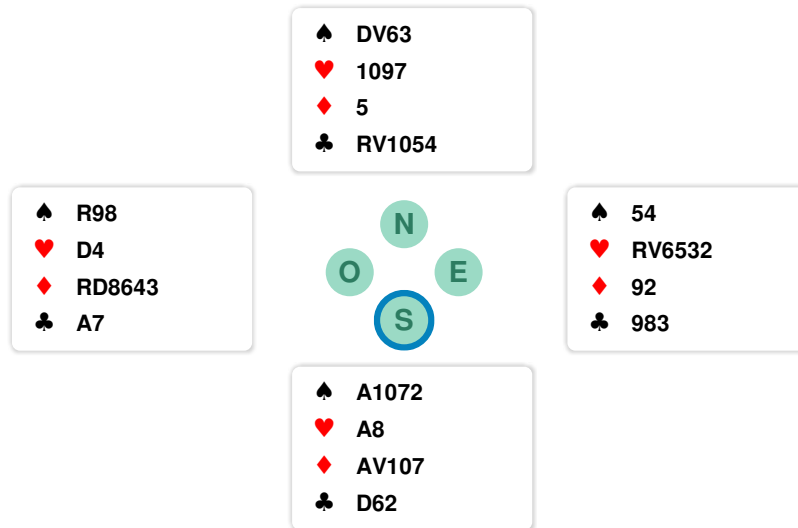 ♠ DV63
♥ 1097
♦ 5
♣ RV1054
♠ R98
♥ D4
♦ RD8643
♣ A7
N
O E
S
♠ 54
♥ RV6532
♦ 92
♣ 983
♠ A1072
♥ A8
♦ AV107
♣ D62